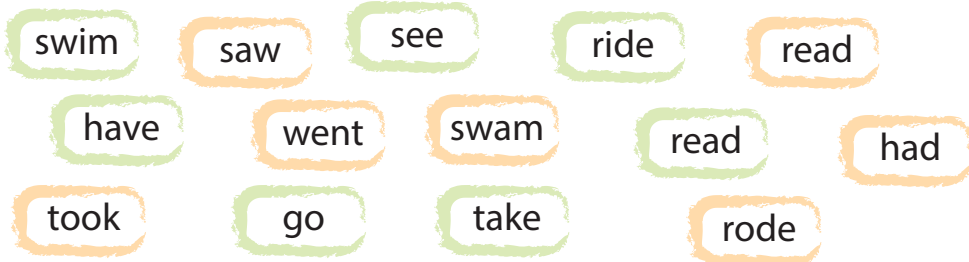 swim saw see ride read
have went swam read had
took go take rode